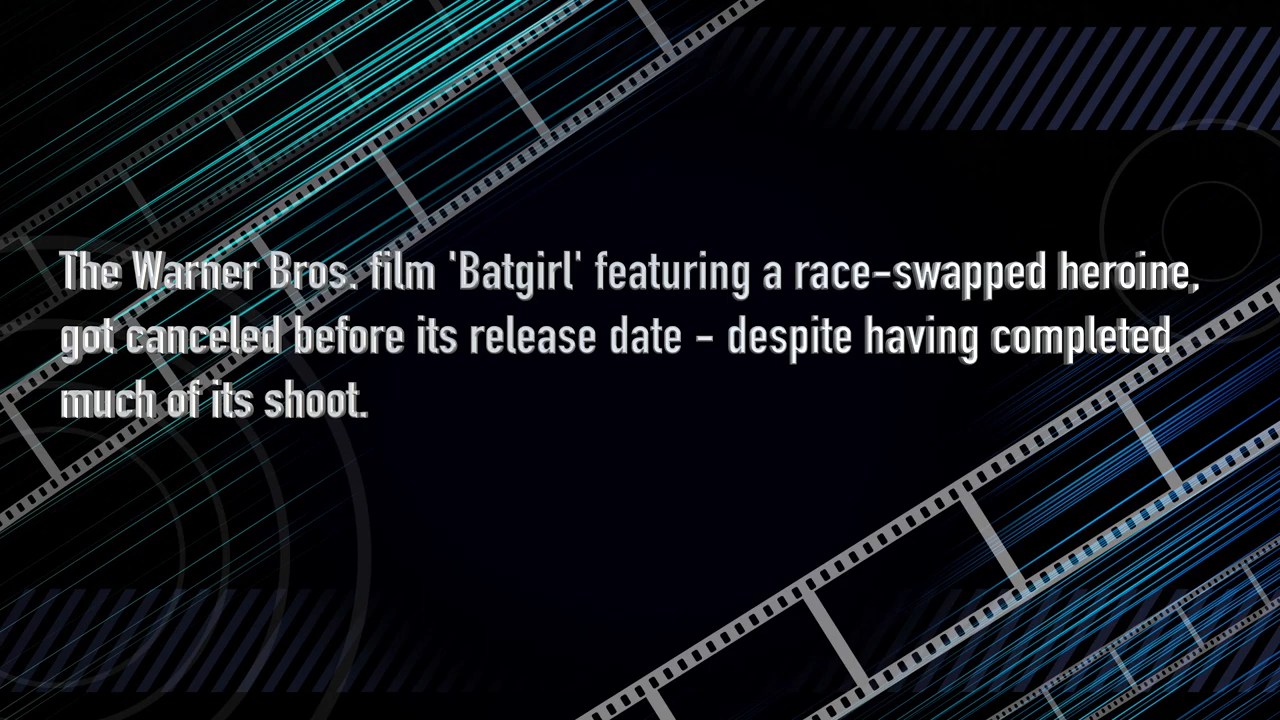 The Warner Bros. film 'Batgirl' featuring a race-swapped heroine,
got canceled before its release date - despite having completed
much of its shoot.